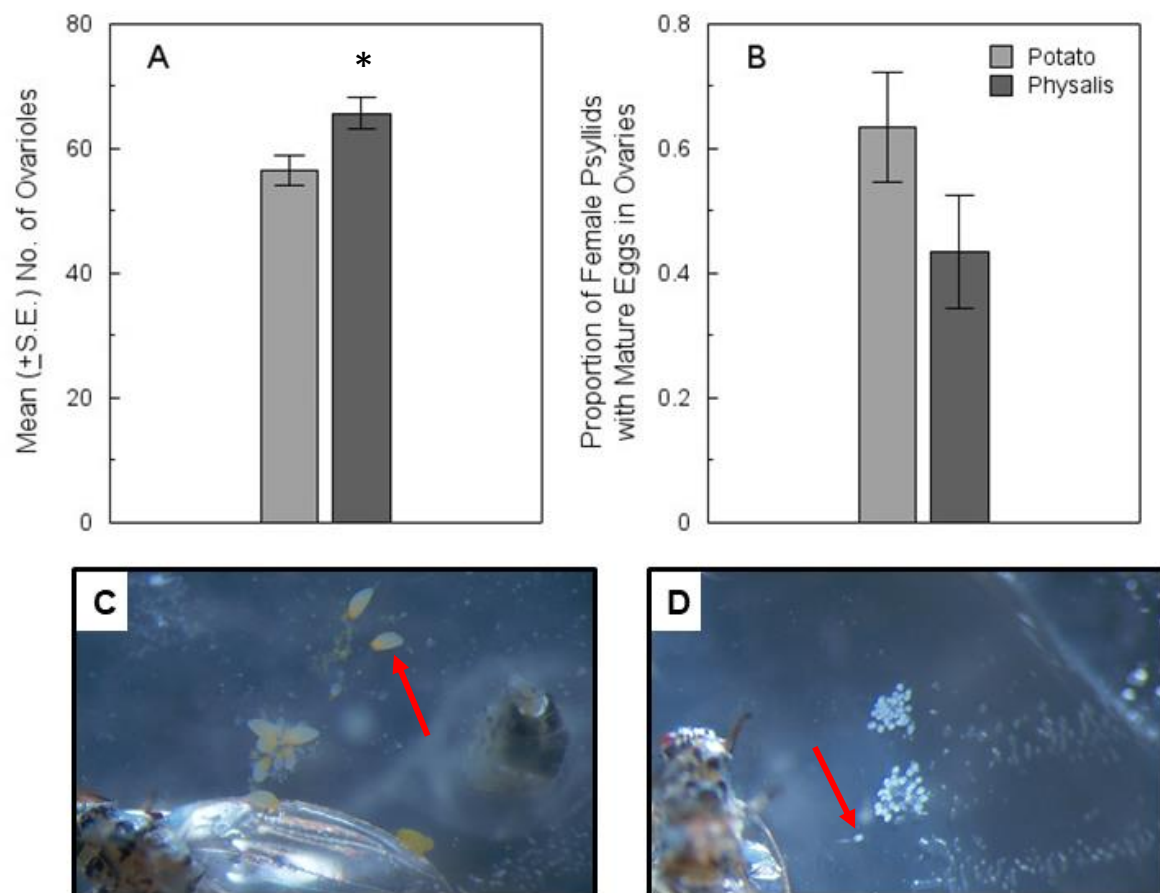 A
*
Mean (±S.E.) No. of Ovarioles
80
60
40
20
0
B
Potato
Physalis
Proportion of Female Psyllids
with Mature Eggs in Ovaries
0.8
0.6
0.4
0.2
0
C
D